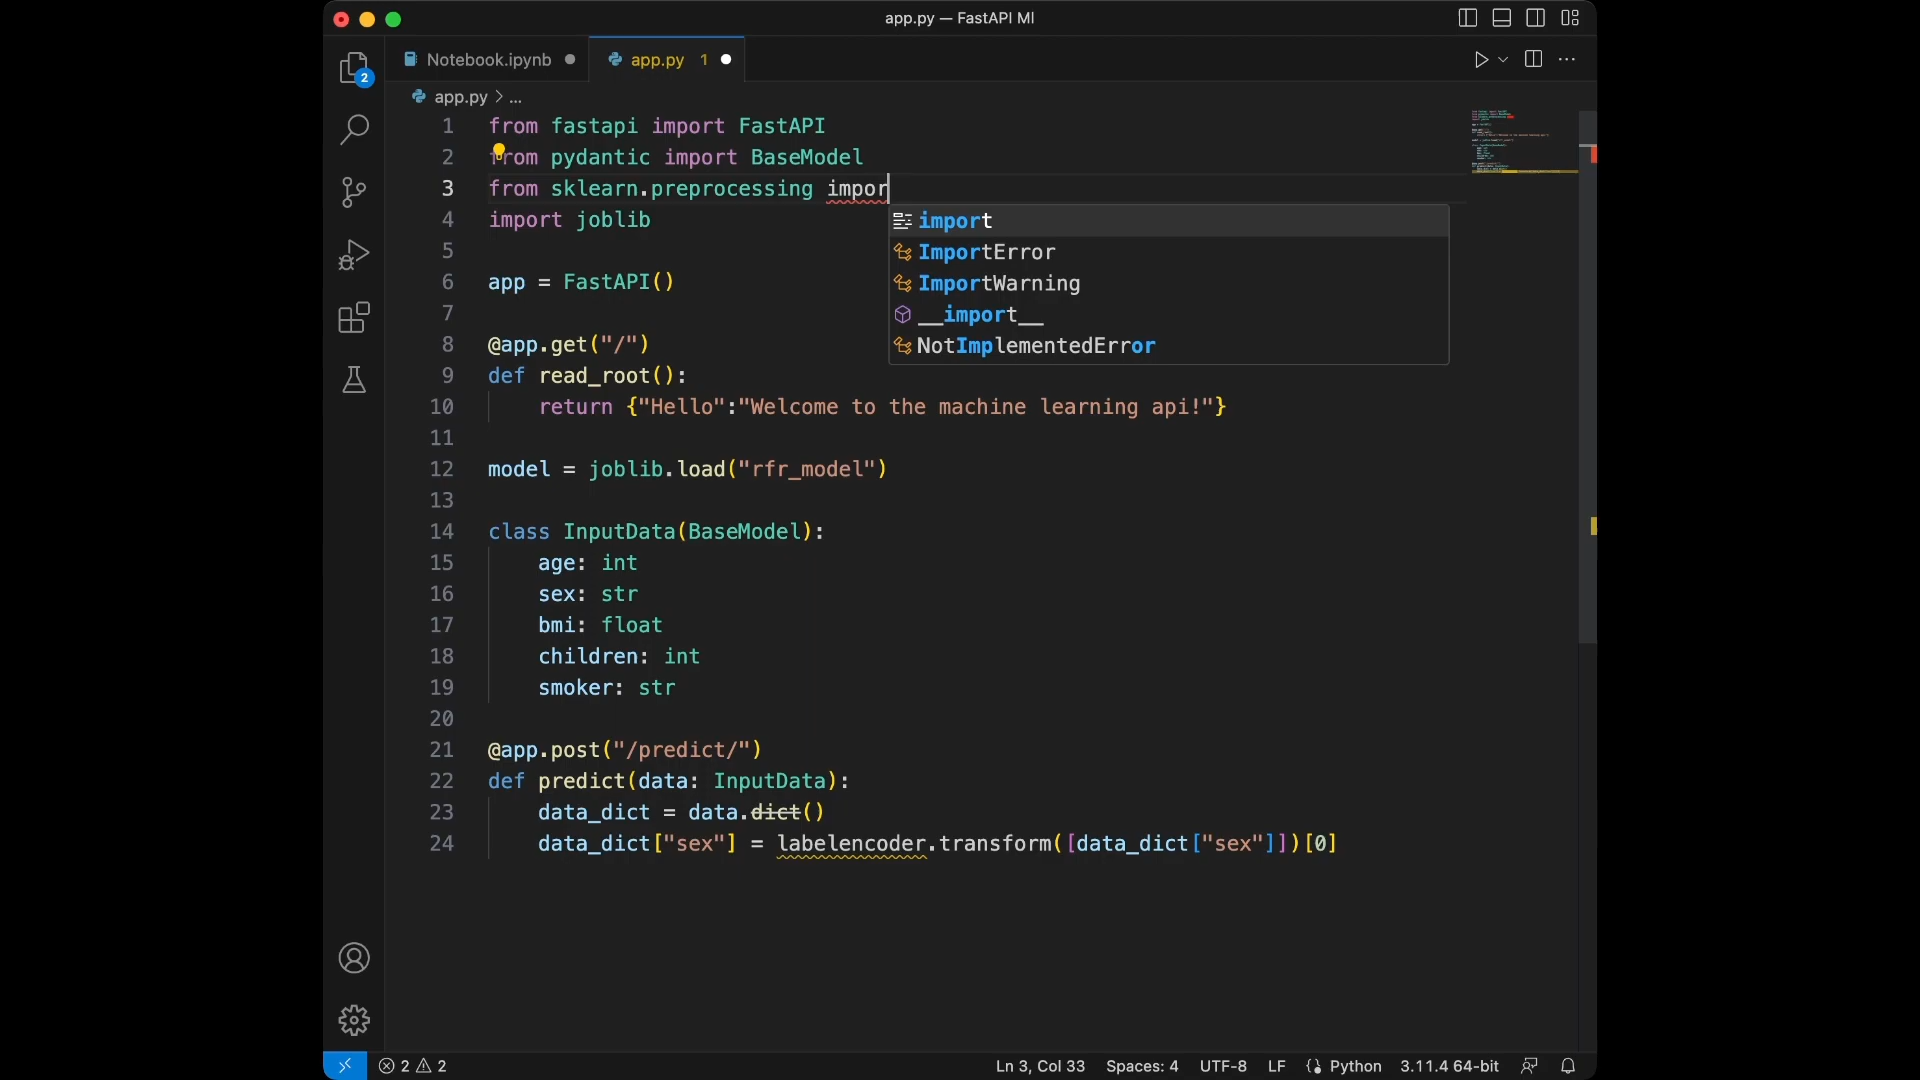 app.py — FastAPI Ml
Notebook.ipynb
app.py 1
2
app.py > ...
1 from fastapi import FastAPI
2 from pydantic import BaseModel
3 from sklearn.preprocessing impor
4 import joblib
import
ImportError
ImportWarning
__import__
NotImplementedError
5
6 app = FastAPI()
7
8 @app.get("/")
9 def read_root():
10 return {"Hello":"Welcome to the machine learning api!"}
11
12 model = joblib.load("rfr_model")
13
14 class InputData(BaseModel):
15 age: int
16 sex: str
17 bmi: float
18 children: int
19 smoker: str
20
21 @app.post("/predict/")
22 def predict(data: InputData):
23 data_dict = data.dict()
24 data_dict["sex"] = labelencoder.transform([data_dict["sex"]])[0]
2 2 Ln 3, Col 33 Spaces: 4 UTF-8 LF Python 3.11.4 64-bit